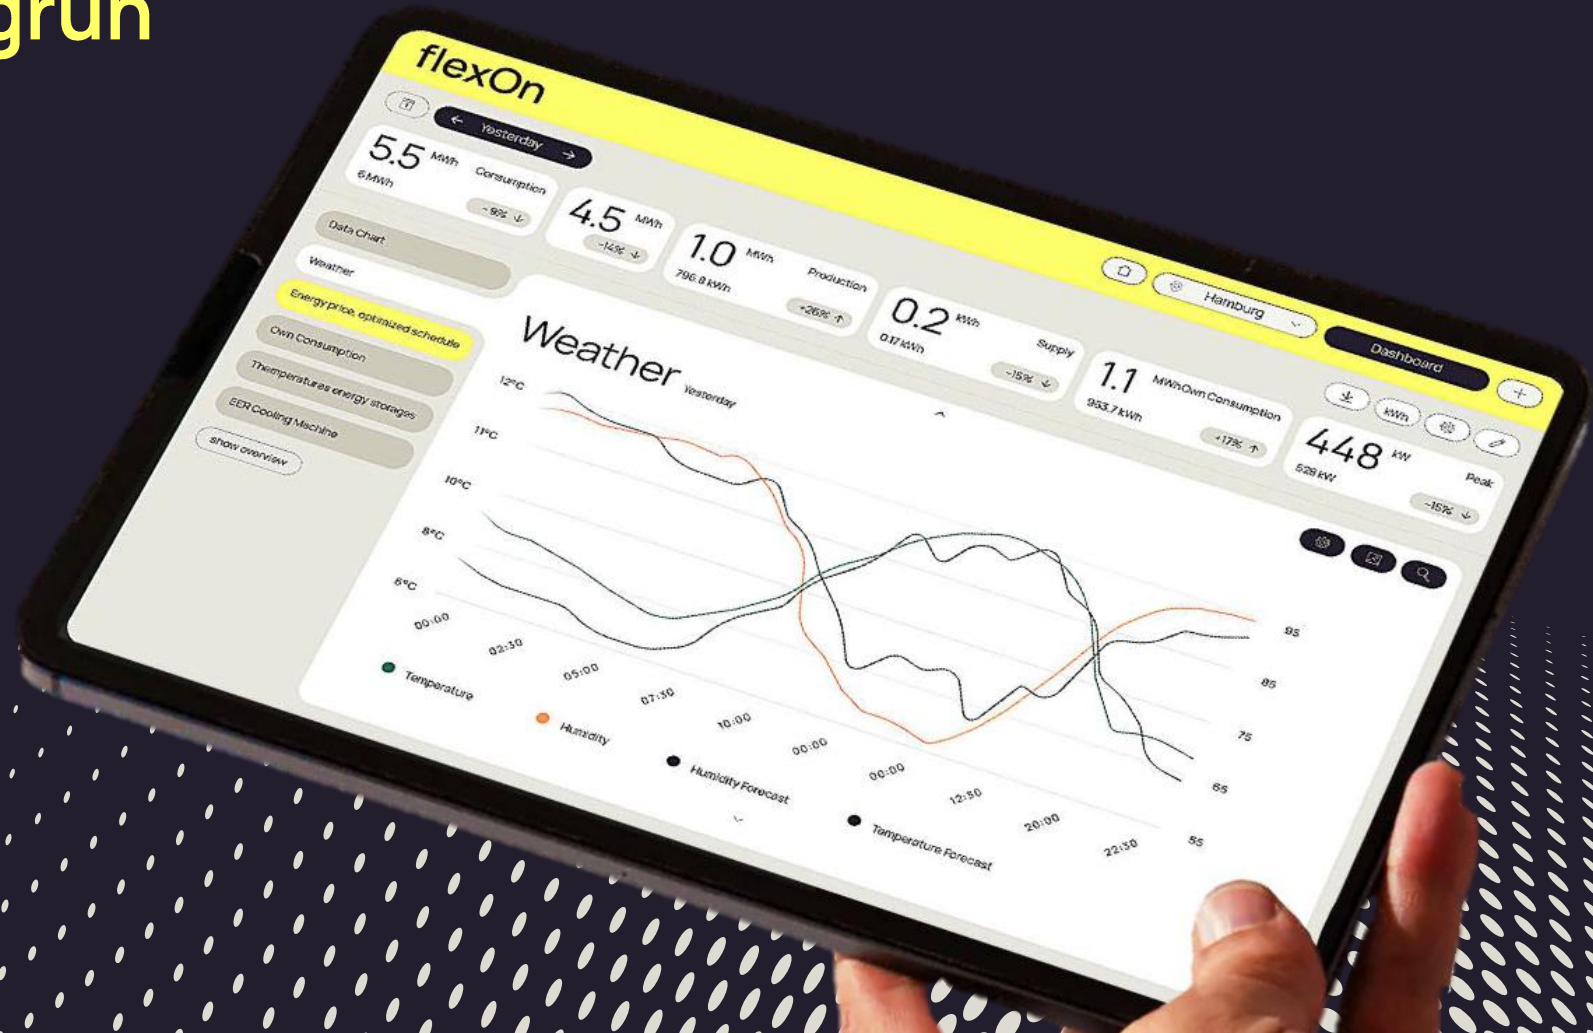 grün
flexOn
Yesterday
Hamburg
Dashboard
kWh
5.5 MWh Consumption
6 MWh
-9%
4.5 MWh
-14%
1.0 MWh Production
796.8 kWh
+26%
0.2 kWh Supply
0.17 kWh
-15%
1.1 MWhOwn Consumption
953.7 kWh
+17%
448 kW Peak
528 kW
-15%
Data Chart
Weather
Energy price, optimized schedule
Own Consumption
Themperatures energy storages
EER Cooling Machine
show overview
Weather Yesterday
12°C
11°C
10°C
8°C
6°C
95
85
75
65
55
00:00
02:30
05:00
07:30
10:00
00:00
00:00
12:30
20:00
22:30
Temperature
Humidity
Humidity Forecast
Temperature Forecast